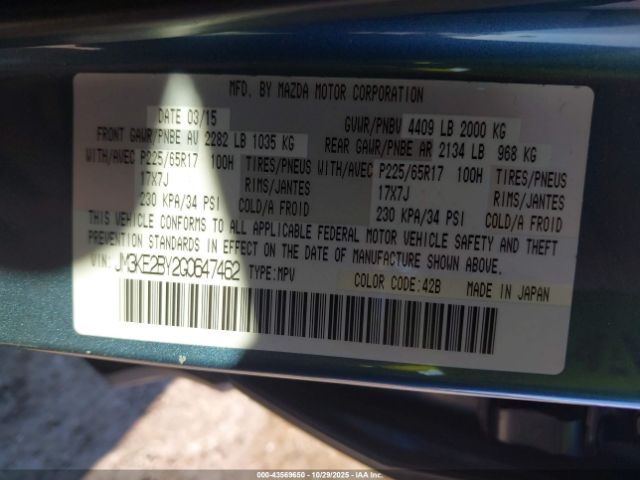 MFD. BY MAZDA MOTOR CORPORATION
DATE 03/15 GVWR/PNBV 4409 LB 2000 KG
FRONT GAWR/PNBE AV 2282 LB 1035 KG REAR GAWR/PNBE AR 2134 LB 968 KG
WITH/AVEC P225/65R17 100H TIRES/PNEUS WITH/AVEC P225/65R17 100H TIRES/PNEUS
17X7J RIMS/JANTES 17X7J RIMS/JANTES
230 KPA/34 PSI COLD/A FROID 230 KPA/34 PSI COLD/A FROID
THIS VEHICLE CONFORMS TO ALL APPLICABLE FEDERAL MOTOR VEHICLE SAFETY AND THEFT
PREVENTION STANDARDS IN EFFECT ON THE DATE OF MANUFACTURE SHOWN ABOVE.
VIN: JM3KE2BY2G0547462 TYPE:MPV COLOR CODE:42B MADE IN JAPAN
000-43569650 - 10/29/2025 - IAAI.COM